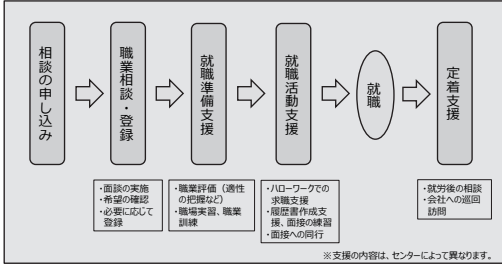 相談の申し込み
職業相談・登録
就職準備支援
就職活動支援
就職
定着支援
・面談の実施
・希望の確認
・必要に応じて
登録
・職業評価（適性
の把握など）
・職場実習、職業
訓練
・ハローワークでの
求職支援
・履歴書作成支
援、面接の練習
・面接への同行
・就労後の相談
・会社への巡回
訪問
※支援の内容は、センターによって異なります。